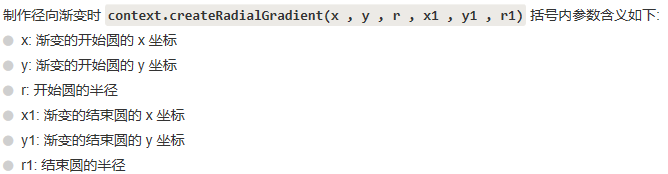 制作径向渐变时 context.createRadialGradient(x , y , r , x1 , y1 , r1) 括号内参数含义如下:
x: 渐变的开始圆的 x 坐标
y: 渐变的开始圆的 y 坐标
r: 开始圆的半径
x1: 渐变的结束圆的 x 坐标
y1: 渐变的结束圆的 y 坐标
r1: 结束圆的半径